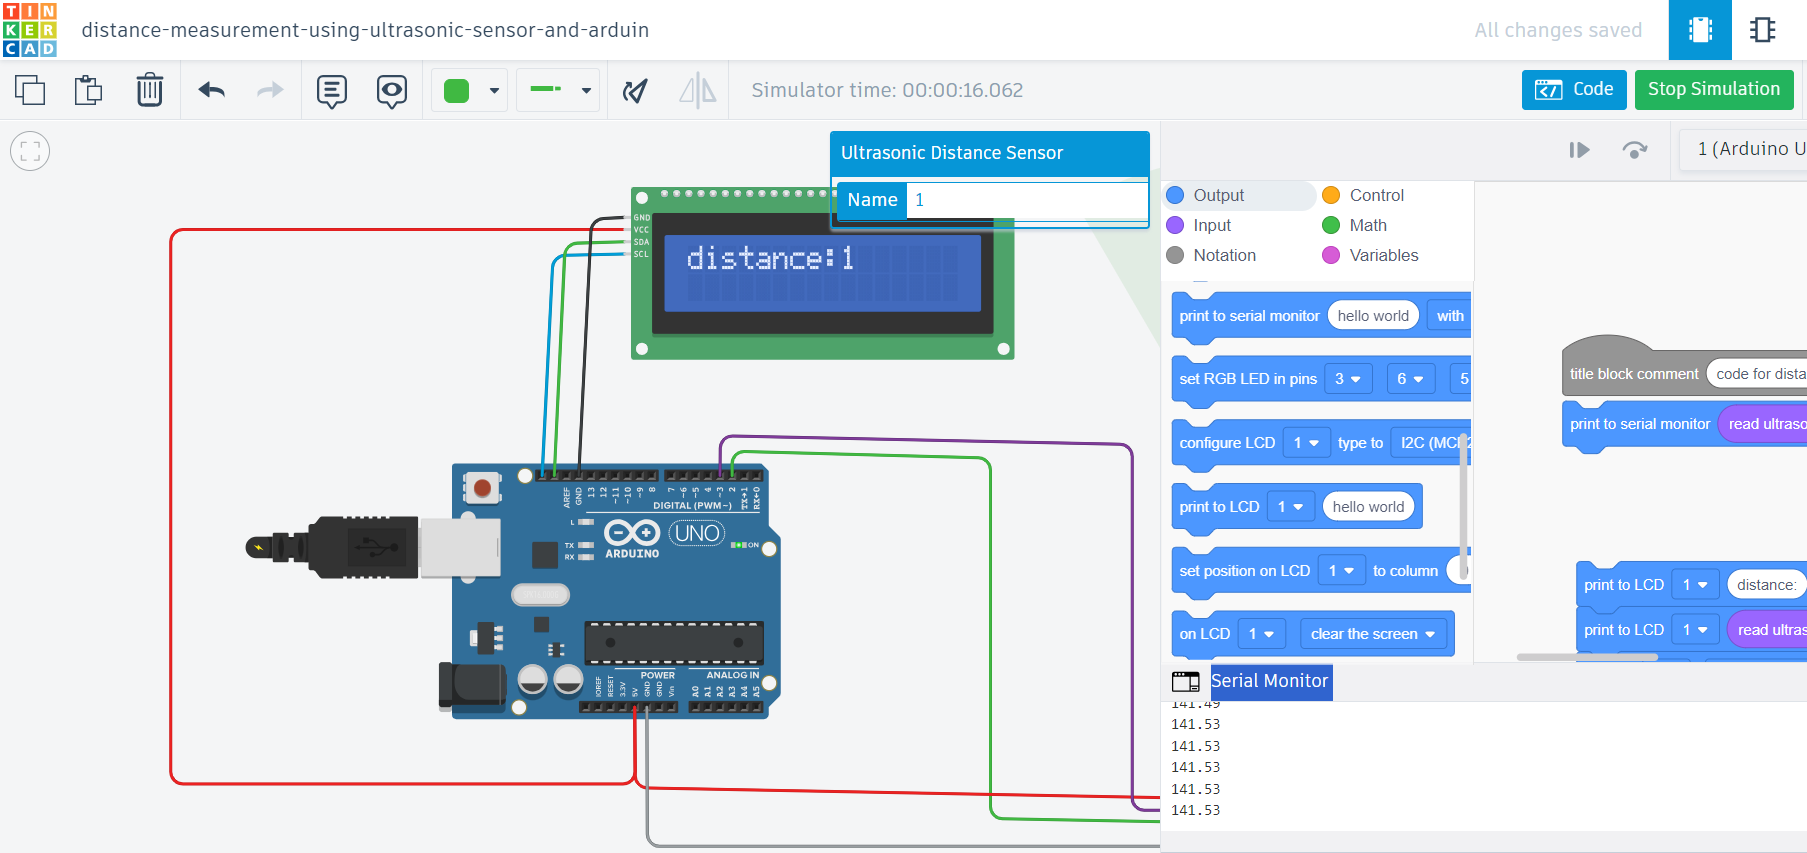 TIN
KER
CAD
distance-measurement-using-ultrasonic-sensor-and-arduin
All changes saved
Simulator time: 00:00:16.062
Code
Stop Simulation
Ultrasonic Distance Sensor
Name 1
1 (Arduino U
Output
Control
Input
Math
Notation
Variables
GND
VCC
SDA
SCL
distance:1
print to serial monitor hello world with
set RGB LED in pins 3 6 5
configure LCD 1 type to I2C (MC
print to LCD 1 hello world
set position on LCD 1 to column
on LCD 1 clear the screen
title block comment code for dista
print to serial monitor read ultraso
print to LCD 1 distance:
print to LCD 1 read ultras
AREF
GND
13
12
~11
~10
~9
8
7
~6
~5
4
~3
2
TX→1
RX←0
DIGITAL (PWM~)
L
TX
RX
ARDUINO
UNO
ON
POWER
ANALOG IN
IOREF
RESET
3.3V
5V
GND
GND
Vin
A0
A1
A2
A3
A4
A5
Serial Monitor
141.49
141.53
141.53
141.53
141.53
141.53